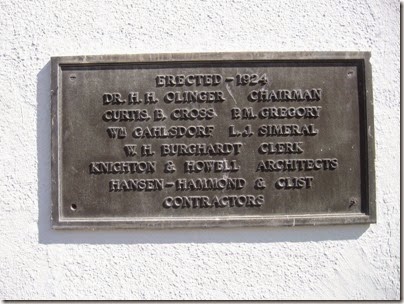 ERECTED-1924
DR. H. H. OLINGER CHAIRMAN
CURTIS. B. CROSS P.M. GREGORY
Wm GAHLSDORF L.J. SIMERAL
W. H. BURGHARDT CLERK
KNIGHTON & HOWELL ARCHITECTS
HANSEN-HAMMOND & CLIST
CONTRACTORS